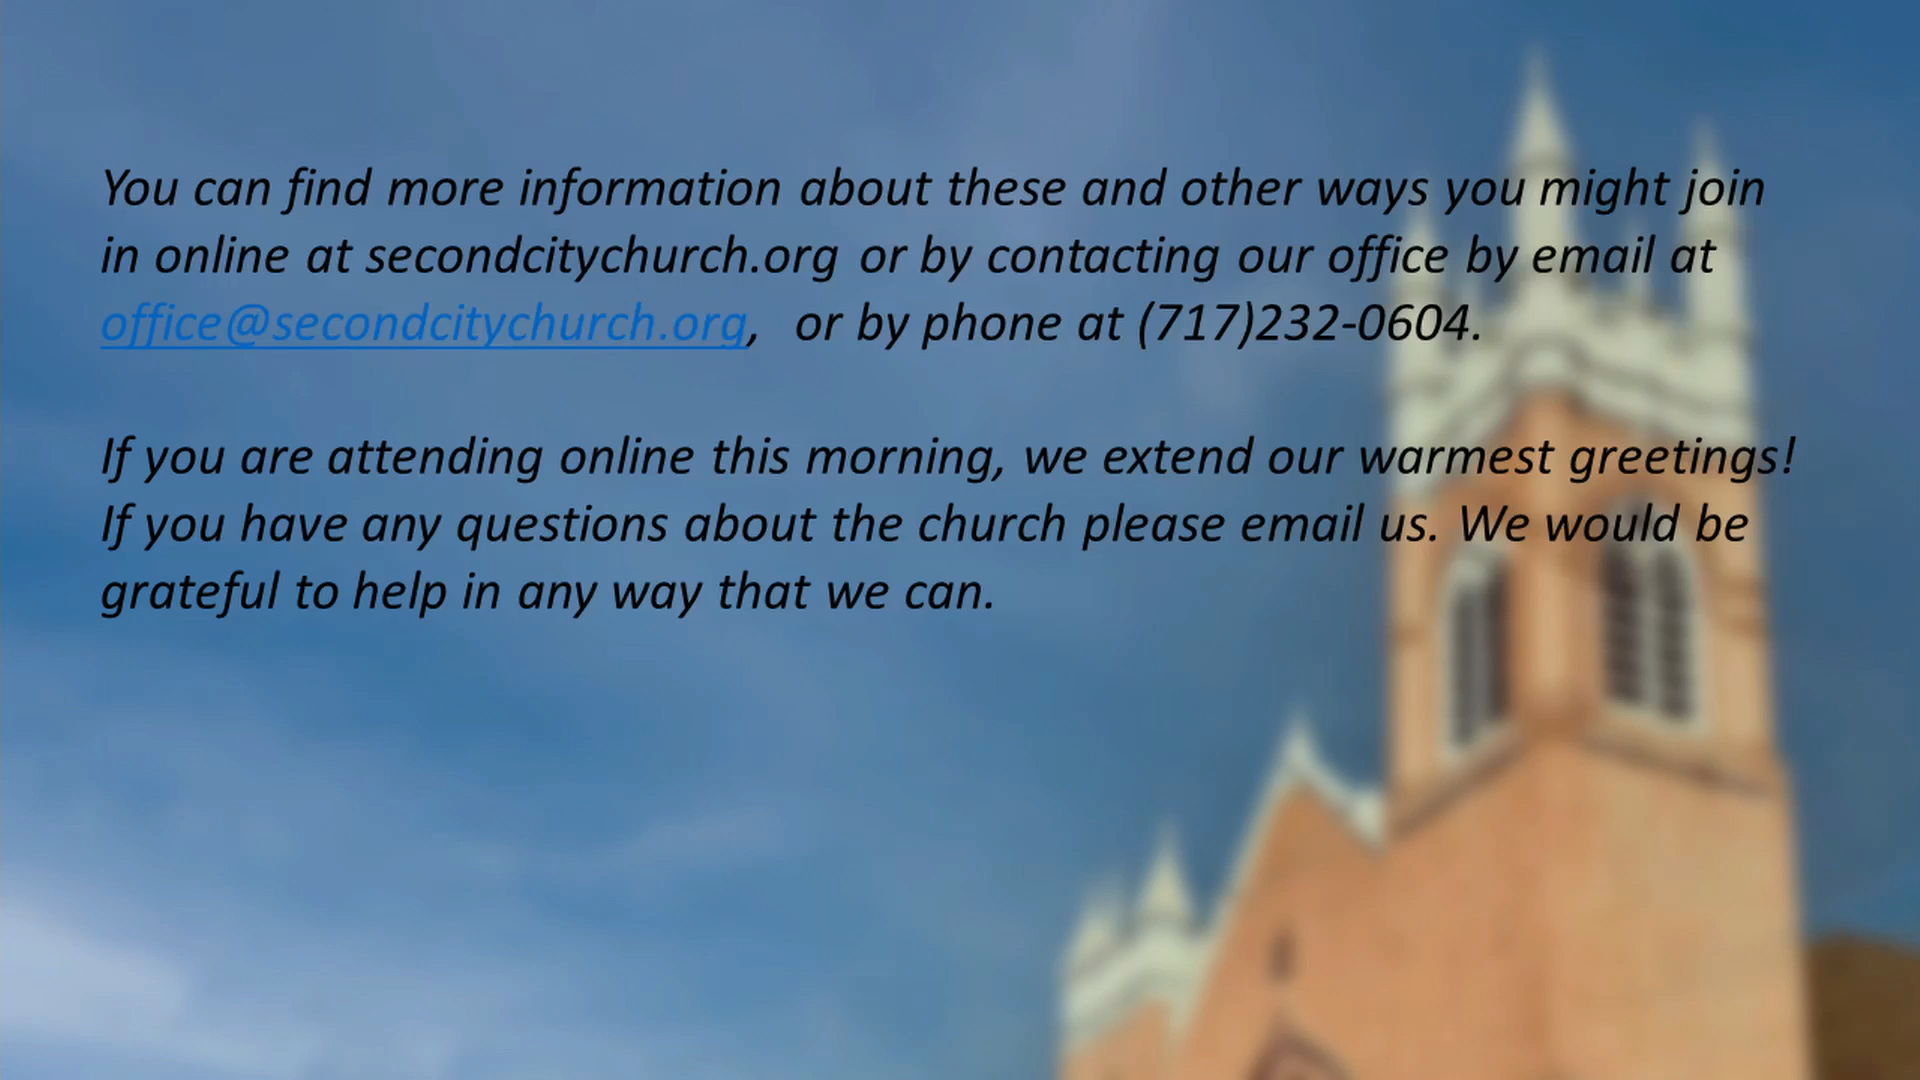 You can find more information about these and other ways you might join
in online at secondcitychurch.org or by contacting our office by email at
office@secondcitychurch.org, or by phone at (717)232-0604.
If you are attending online this morning, we extend our warmest greetings!
If you have any questions about the church please email us. We would be
grateful to help in any way that we can.